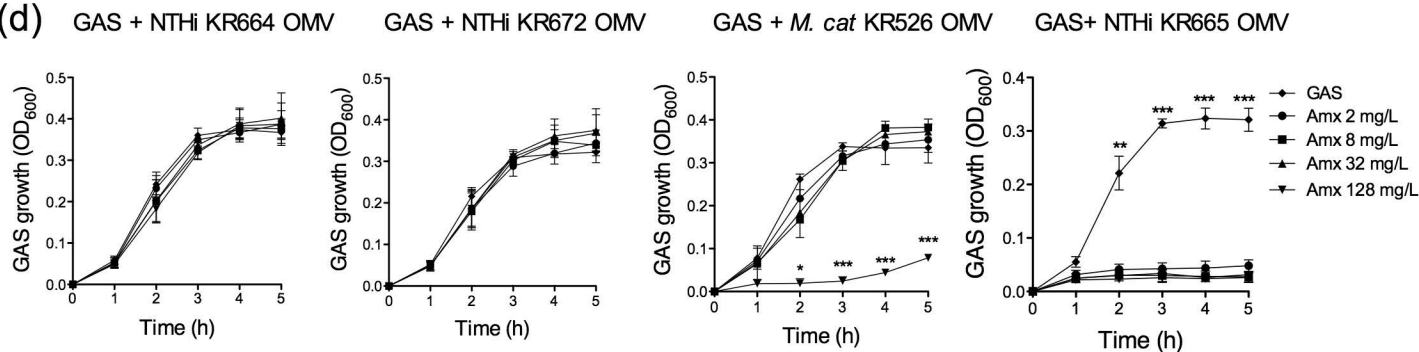 (d) GAS + NTHi KR664 OMV GAS + NTHi KR672 OMV GAS + M. cat KR526 OMV GAS+ NTHi KR665 OMV
GAS growth (OD600)
0.5
0.4
0.3
0.2
0.1
0.0
0 1 2 3 4 5
Time (h)
GAS growth (OD600)
0.5
0.4
0.3
0.2
0.1
0.0
0 1 2 3 4 5
Time (h)
GAS growth (OD600)
0.5
0.4
0.3
0.2
0.1
0.0
* *** *** ***
0 1 2 3 4 5
Time (h)
GAS growth (OD600)
0.4
0.3
0.2
0.1
0.0
** *** *** ***
0 1 2 3 4 5
Time (h)
GAS
Amx 2 mg/L
Amx 8 mg/L
Amx 32 mg/L
Amx 128 mg/L